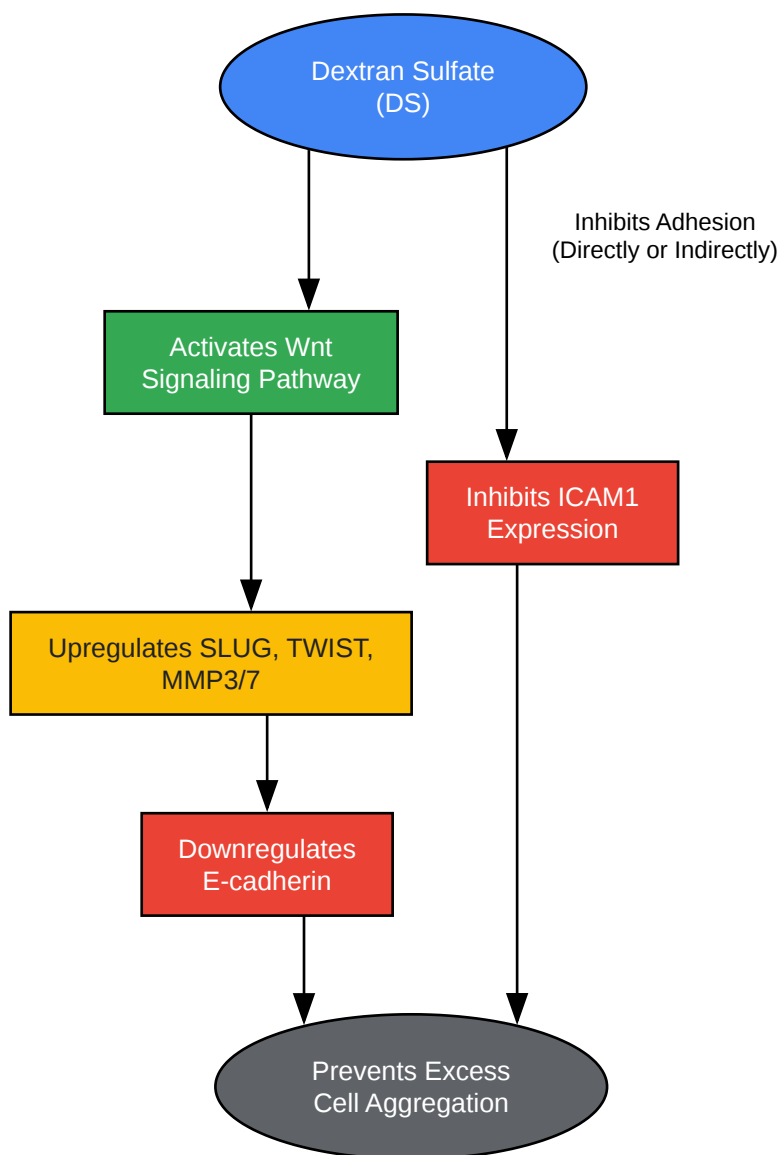 Dextran Sulfate
(DS)
Inhibits Adhesion
(Directly or Indirectly)
Activates Wnt
Signaling Pathway
Inhibits ICAM1
Expression
Upregulates SLUG, TWIST,
MMP3/7
Downregulates
E-cadherin
Prevents Excess
Cell Aggregation